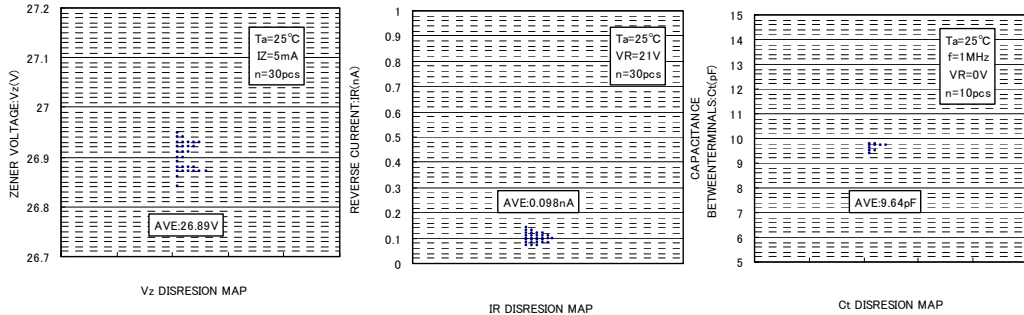 ZENER VOLTAGE:Vz(V)
27.2
27.1
27
26.9
26.8
26.7
Ta=25°C
IZ=5mA
n=30pcs
AVE:26.89V
Vz DISRESION MAP
REVERSE CURRENT:IR(nA)
1
0.9
0.8
0.7
0.6
0.5
0.4
0.3
0.2
0.1
0
Ta=25°C
VR=21V
n=30pcs
AVE:0.098nA
IR DISRESION MAP
CAPACITANCE
BETWEENTERMINALS:Ct(pF)
15
14
13
12
11
10
9
8
7
6
5
Ta=25°C
f=1MHz
VR=0V
n=10pcs
AVE:9.64pF
Ct DISRESION MAP